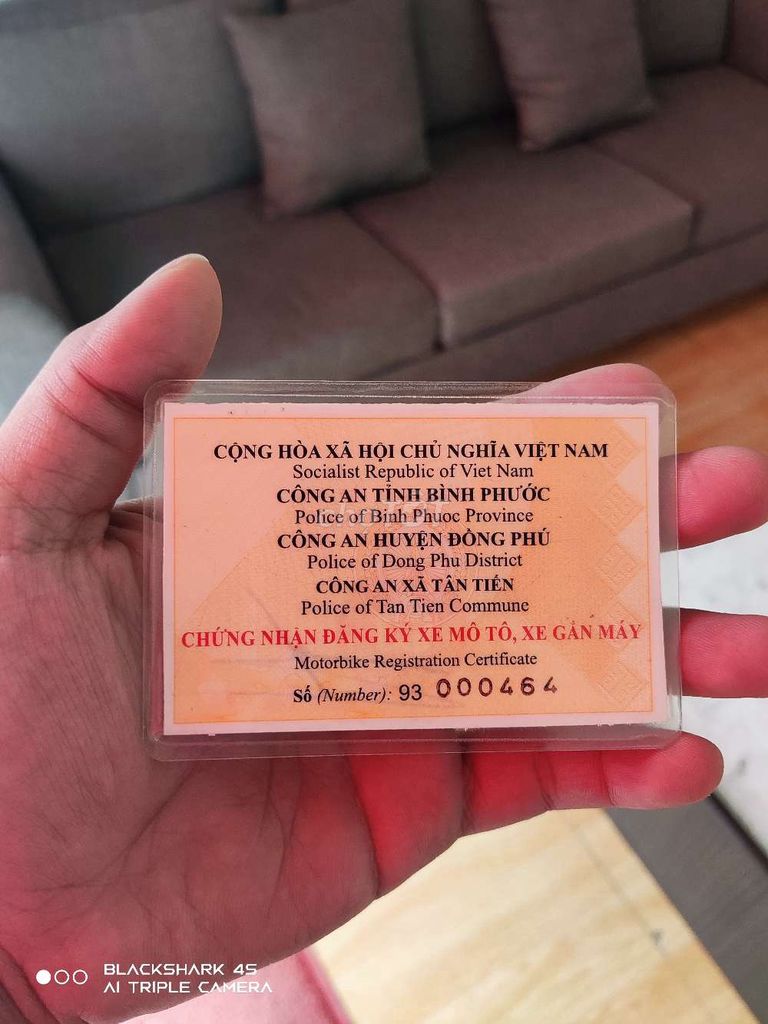 CỘNG HÒA XÃ HỘI CHỦ NGHĨA VIỆT NAM
Socialist Republic of Viet Nam
CÔNG AN TỈNH BÌNH PHƯỚC
Police of Binh Phuoc Province
CÔNG AN HUYỆN ĐỒNG PHÚ
Police of Dong Phu District
CÔNG AN XÃ TÂN TIẾN
Police of Tan Tien Commune
CHỨNG NHẬN ĐĂNG KÝ XE MÔ TÔ, XE GẮN MÁY
Motorbike Registration Certificate
Số (Number): 93 000464
BLACKSHARK 4S
AI TRIPLE CAMERA